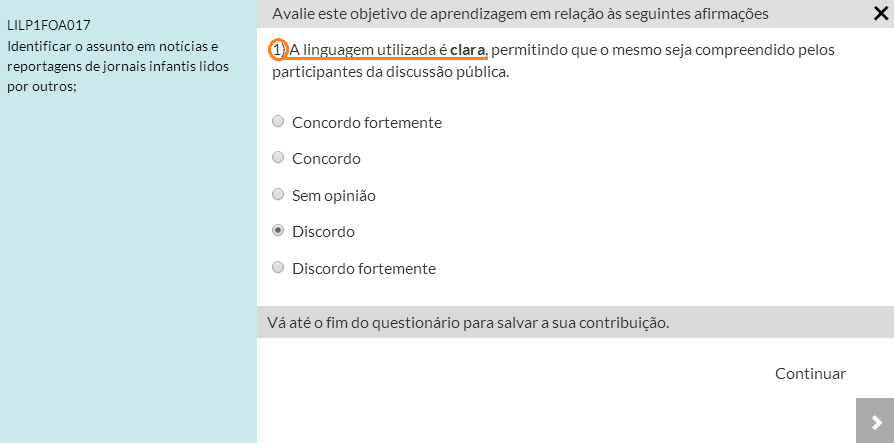 LILP1FOA017
Identificar o assunto em notícias e
reportagens de jornais infantis lidos
por outros;
Avalie este objetivo de aprendizagem em relação às seguintes afirmações
1) A linguagem utilizada é clara, permitindo que o mesmo seja compreendido pelos
participantes da discussão pública.
Concordo fortemente
Concordo
Sem opinião
Discordo
Discordo fortemente
Vá até o fim do questionário para salvar a sua contribuição.
Continuar